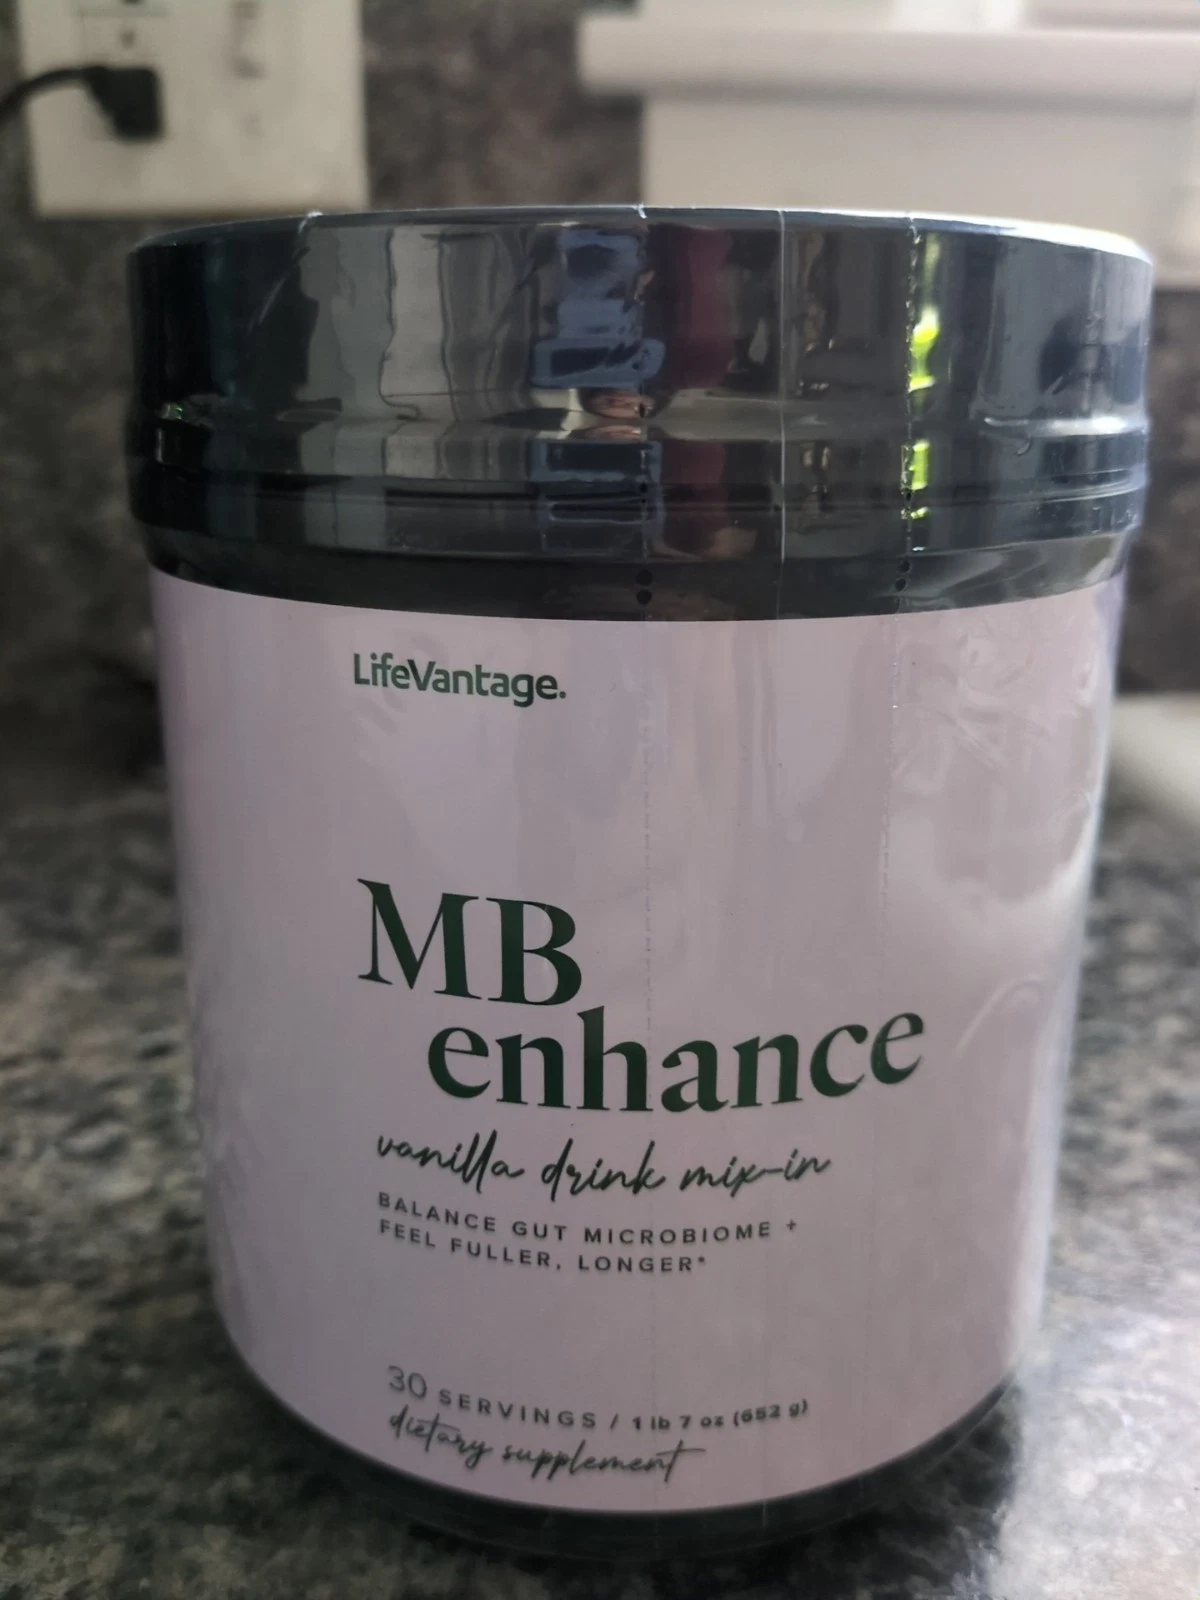 LifeVantage.
MB
enhance
vanilla drink mix-in
BALANCE GUT MICROBIOME +
FEEL FULLER, LONGER*
30 SERVINGS / 1 lb 7 oz (652 g)
dietary supplement